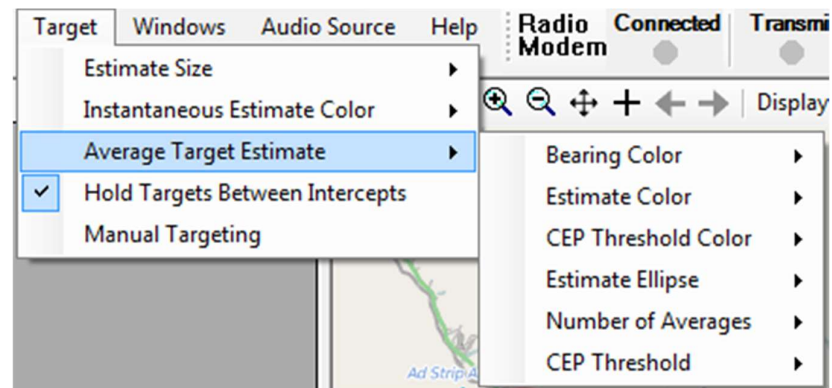 Target Windows Audio Source Help Radio Modem Connected Transmi
Estimate Size
Instantaneous Estimate Color
Display
Average Target Estimate
Bearing Color
Hold Targets Between Intercepts
Estimate Color
Manual Targeting
CEP Threshold Color
Estimate Ellipse
Number of Averages
CEP Threshold
Ad Strip A